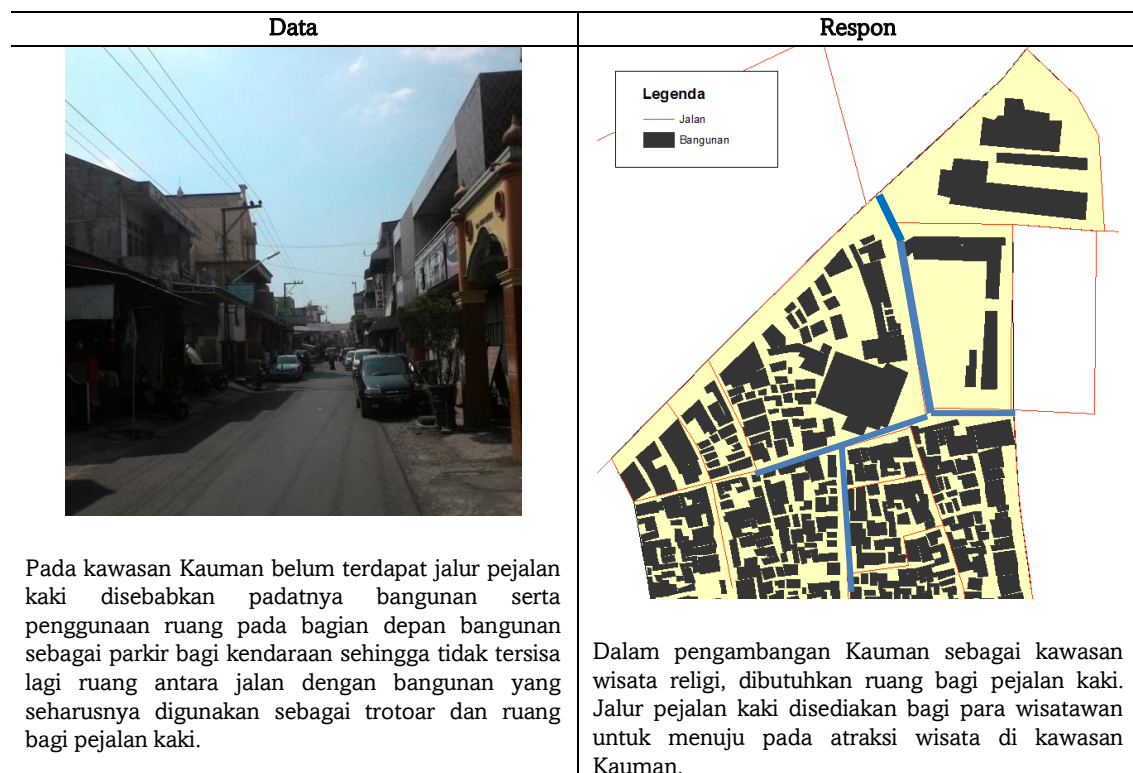 Data
Respon
Legenda
Jalan
Bangunan
Pada kawasan Kauman belum terdapat jalur pejalan
kaki disebabkan padatnya bangunan serta
penggunaan ruang pada bagian depan bangunan
sebagai parkir bagi kendaraan sehingga tidak tersisa
lagi ruang antara jalan dengan bangunan yang
seharusnya digunakan sebagai trotoar dan ruang
bagi pejalan kaki.
Dalam pengambangan Kauman sebagai kawasan
wisata religi, dibutuhkan ruang bagi pejalan kaki.
Jalur pejalan kaki disediakan bagi para wisatawan
untuk menuju pada atraksi wisata di kawasan
Kauman.